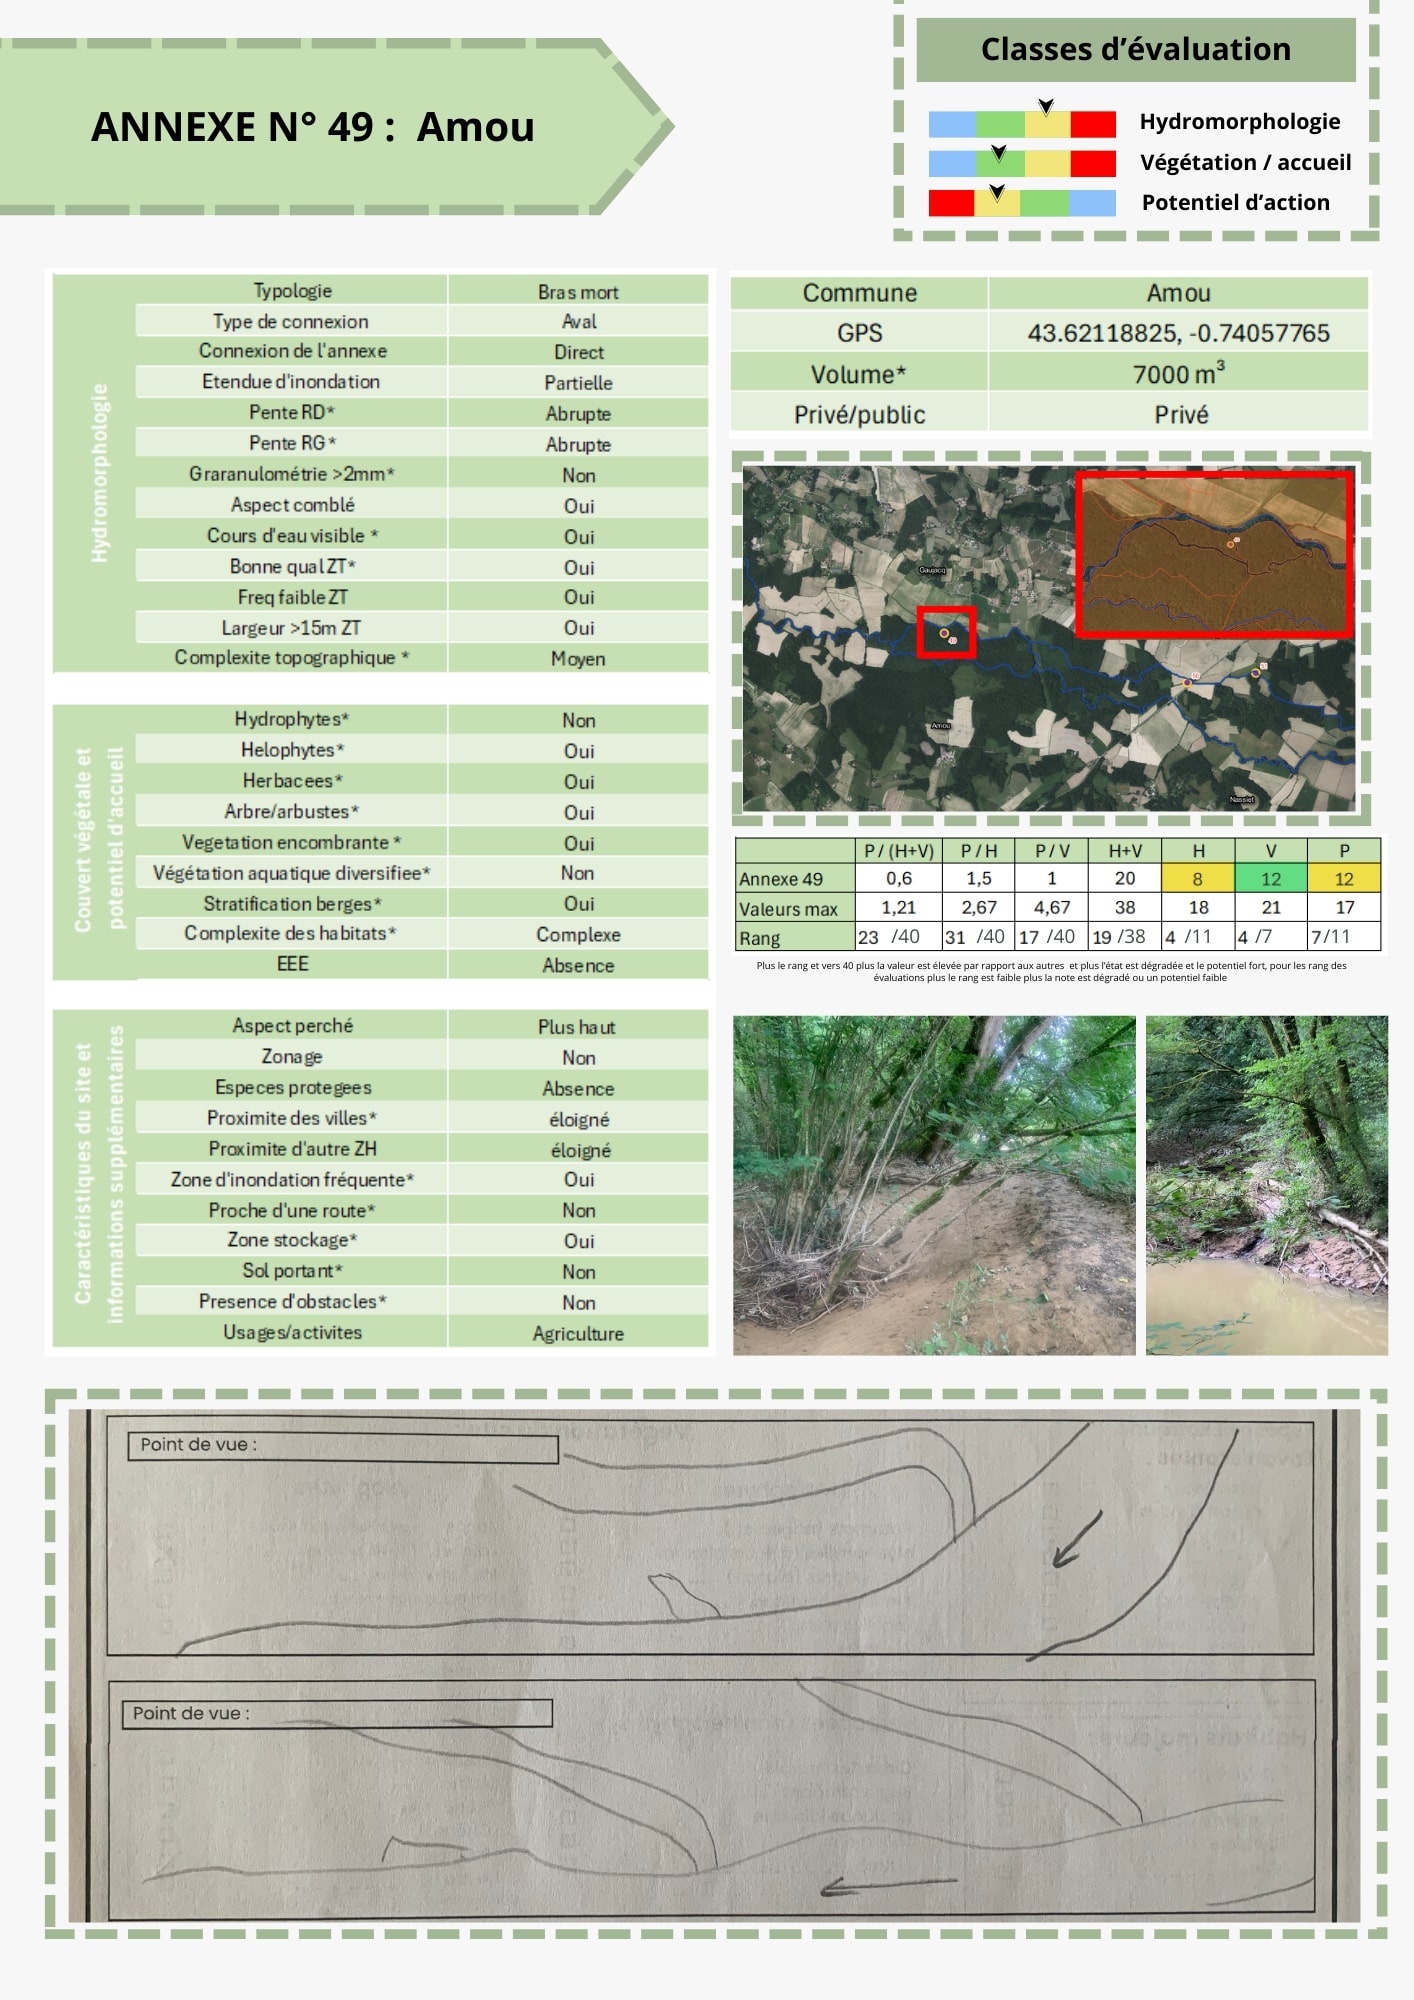 ANNEXE N° 49 : Amou
Classes d’évaluation
Hydromorphologie
Végétation / accueil
Potentiel d’action
Hydromorphologie
Typologie Bras mort
Type de connexion Aval
Connexion de l'annexe Direct
Etendue d'inondation Partielle
Pente RD* Abrupte
Pente RG* Abrupte
Graranulométrie >2mm* Non
Aspect comblé Oui
Cours d'eau visible * Oui
Bonne qual ZT* Oui
Freq faible ZT Oui
Largeur >15m ZT Oui
Complexite topographique * Moyen
Couvert végétale et
potentiel d'accueil
Hydrophytes* Non
Helophytes* Oui
Herbacees* Oui
Arbre/arbustes* Oui
Vegetation encombrante * Oui
Végétation aquatique diversifiee* Non
Stratification berges* Oui
Complexite des habitats* Complexe
EEE Absence
Caractéristiques du site et
informations supplémentaires
Aspect perché Plus haut
Zonage Non
Especes protegees Absence
Proximite des villes* éloigné
Proximite d'autre ZH éloigné
Zone d'inondation fréquente* Oui
Proche d'une route* Non
Zone stockage* Oui
Sol portant* Non
Presence d'obstacles* Non
Usages/activites Agriculture
Commune Amou
GPS 43.62118825, -0.74057765
Volume* 7000 m³
Privé/public Privé
Gaujacq
49
50
51
Amou
Nassiet
P / (H+V) P / H P / V H+V H V P
Annexe 49 0,6 1,5 1 20 8 12 12
Valeurs max 1,21 2,67 4,67 38 18 21 17
Rang 23 /40 31 /40 17 /40 19 /38 4 /11 4 /7 7/11
Plus le rang et vers 40 plus la valeur est élevée par rapport aux autres et plus l’état est dégradée et le potentiel fort, pour les rang des
évaluations plus le rang est faible plus la note est dégradé ou un potentiel faible
Point de vue :
Point de vue :